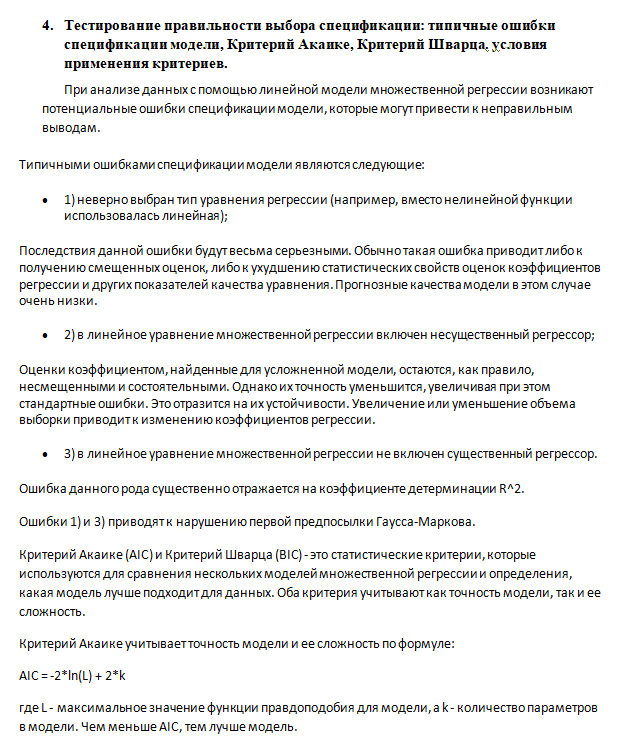 4. Тестирование правильности выбора спецификации: типичные ошибки
спецификации модели, Критерий Акаике, Критерий Шварца, условия
применения критериев.
При анализе данных с помощью линейной модели множественной регрессии возникают
потенциальные ошибки спецификации модели, которые могут привести к неправильным
выводам.
Типичными ошибками спецификации модели являются следующие:
• 1) неверно выбран тип уравнения регрессии (например, вместо нелинейной функции
использовалась линейная);
Последствия данной ошибки будут весьма серьезными. Обычно такая ошибка приводит либо к
получению смещенных оценок, либо к ухудшению статистических свойств оценок коэффициентов
регрессии и других показателей качества уравнения. Прогнозные качества модели в этом случае
очень низки.
• 2) в линейное уравнение множественной регрессии включен несущественный регрессор;
Оценки коэффициентом, найденные для усложненной модели, остаются, как правило,
несмещенными и состоятельными. Однако их точность уменьшится, увеличивая при этом
стандартные ошибки. Это отразится на их устойчивости. Увеличение или уменьшение объема
выборки приводит к изменению коэффициентов регрессии.
• 3) в линейное уравнение множественной регрессии не включен существенный регрессор.
Ошибка данного рода существенно отражается на коэффициенте детерминации R^2.
Ошибки 1) и 3) приводят к нарушению первой предпосылки Гаусса-Маркова.
Критерий Акаике (AIC) и Критерий Шварца (BIC) - это статистические критерии, которые
используются для сравнения нескольких моделей множественной регрессии и определения,
какая модель лучше подходит для данных. Оба критерия учитывают как точность модели, так и ее
сложность.
Критерий Акаике учитывает точность модели и ее сложность по формуле:
AIC = -2*ln(L) + 2*k
где L - максимальное значение функции правдоподобия для модели, а k - количество параметров
в модели. Чем меньше AIC, тем лучше модель.